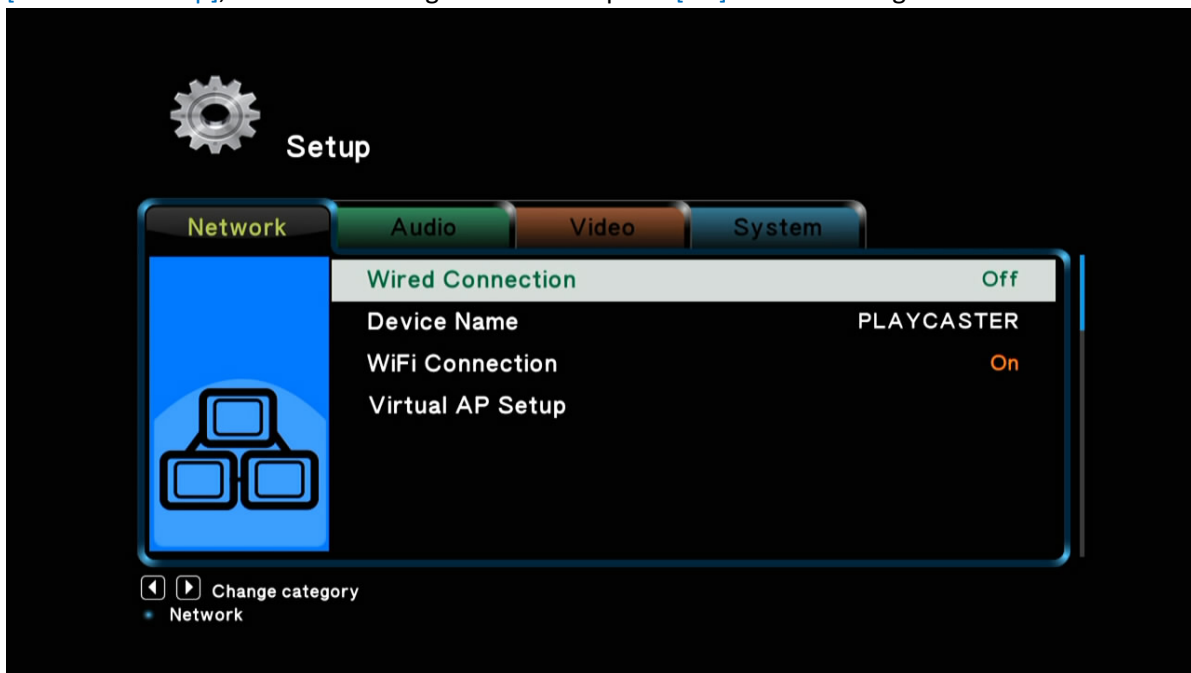 Setup
Network Audio Video System
Wired Connection Off
Device Name PLAYCASTER
WiFi Connection On
Virtual AP Setup
Change category
Network